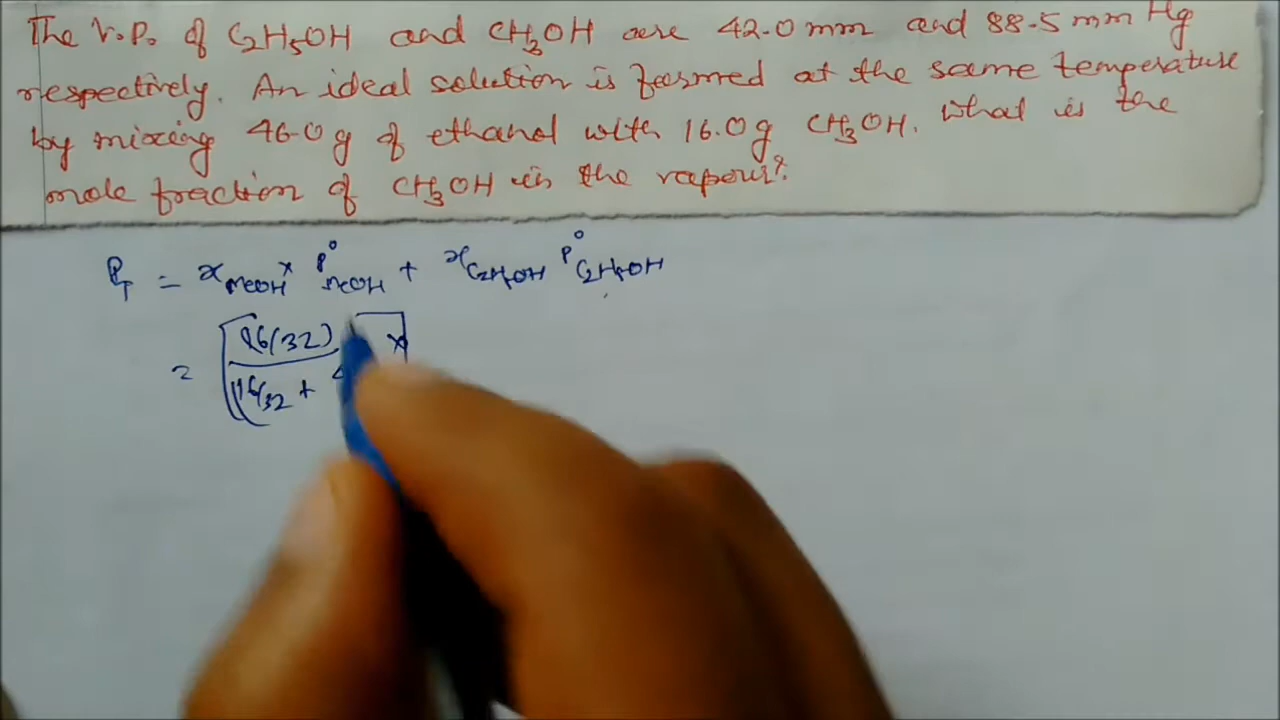 The V.P. of C2H5OH and CH3OH are 42.0 mm and 88.5 mm Hg
respectively. An ideal solution is formed at the same temperature
by mixing 46.0 g of ethanol with 16.0 g CH3OH. What is the
mole fraction of CH3OH in the vapour?
PT = xMeOH × P°MeOH + xC2H5OH P°C2H5OH
= [16/32) ×
(16/32 +